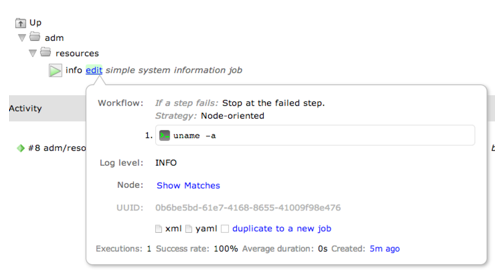 Up
adm
resources
info edit simple system information job
Workflow: If a step fails: Stop at the failed step.
Strategy: Node-oriented
1. uname -a
Activity
Log level: INFO
#8 adm/reso
Node: Show Matches
UUID: 0b6be5bd-61e7-4168-8655-41009f98e476
xml yaml duplicate to a new job
Executions: 1 Success rate: 100% Average duration: 0s Created: 5m ago